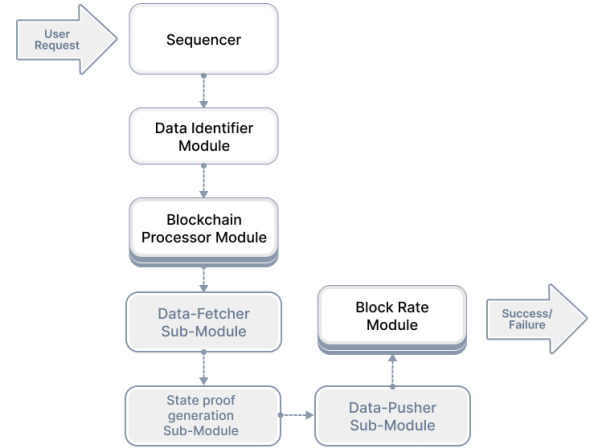 User
Request
Sequencer
Data Identifier
Module
Blockchain
Processor Module
Data-Fetcher
Sub-Module
State proof
generation
Sub-Module
Data-Pusher
Sub-Module
Block Rate
Module
Success/
Failure